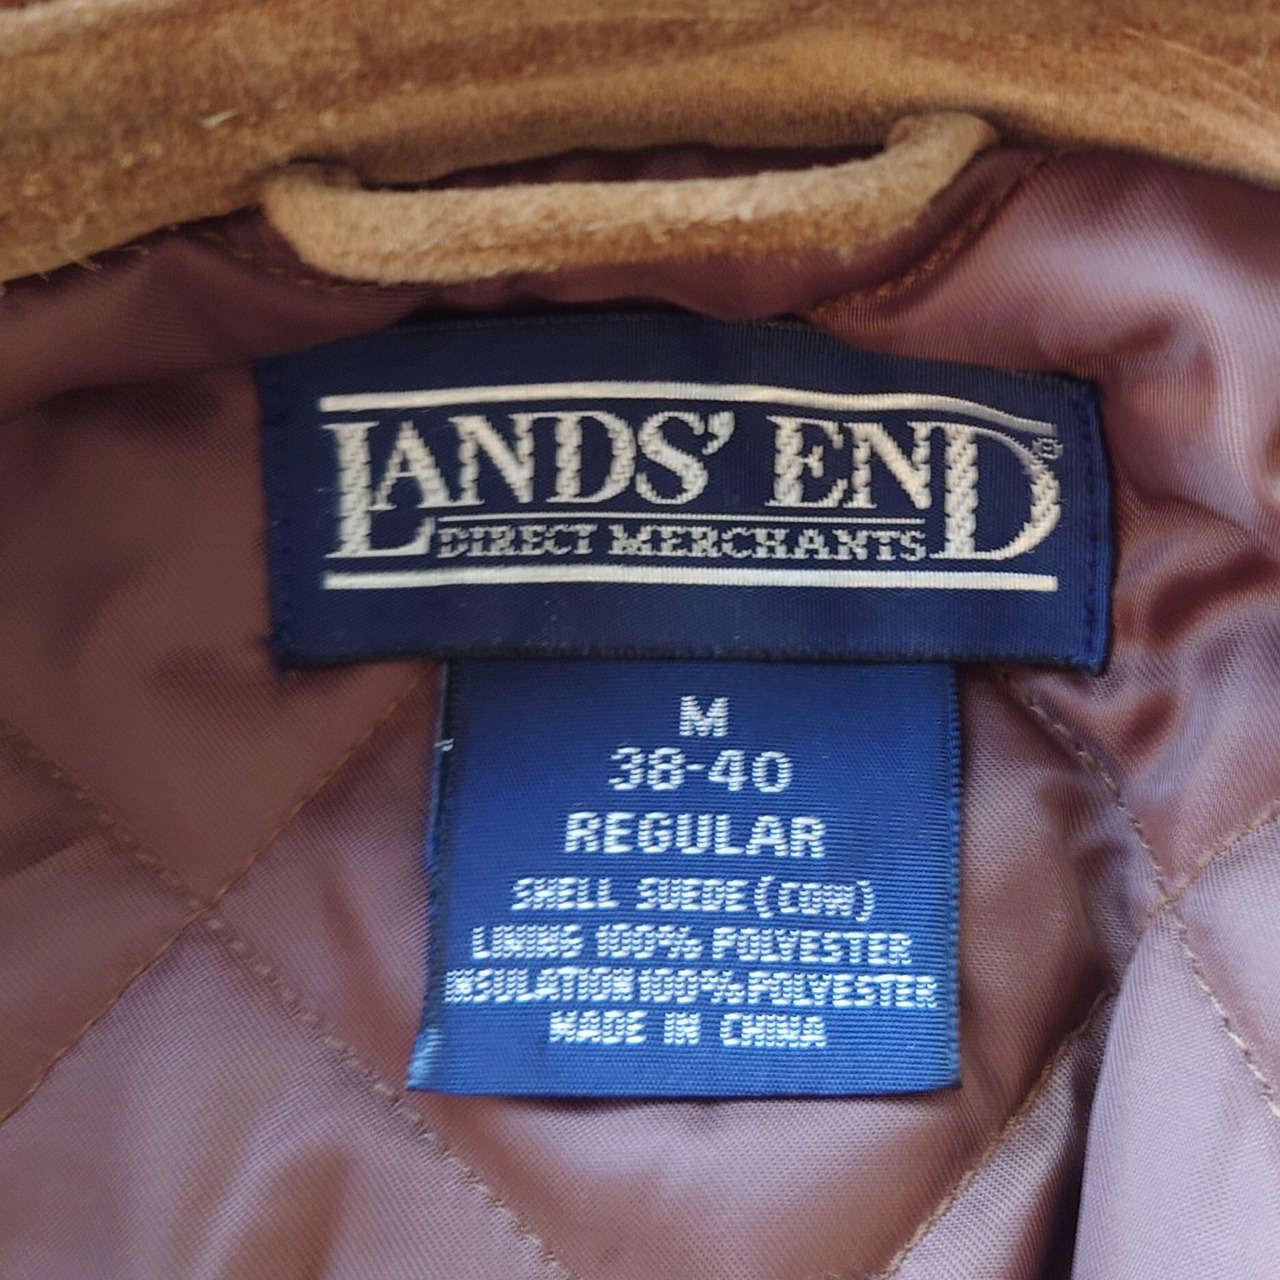 LANDS' END®
DIRECT MERCHANTS
M
38-40
REGULAR
SHELL SUEDE(COW)
LINING 100% POLYESTER
INSULATION 100% POLYESTER
MADE IN CHINA